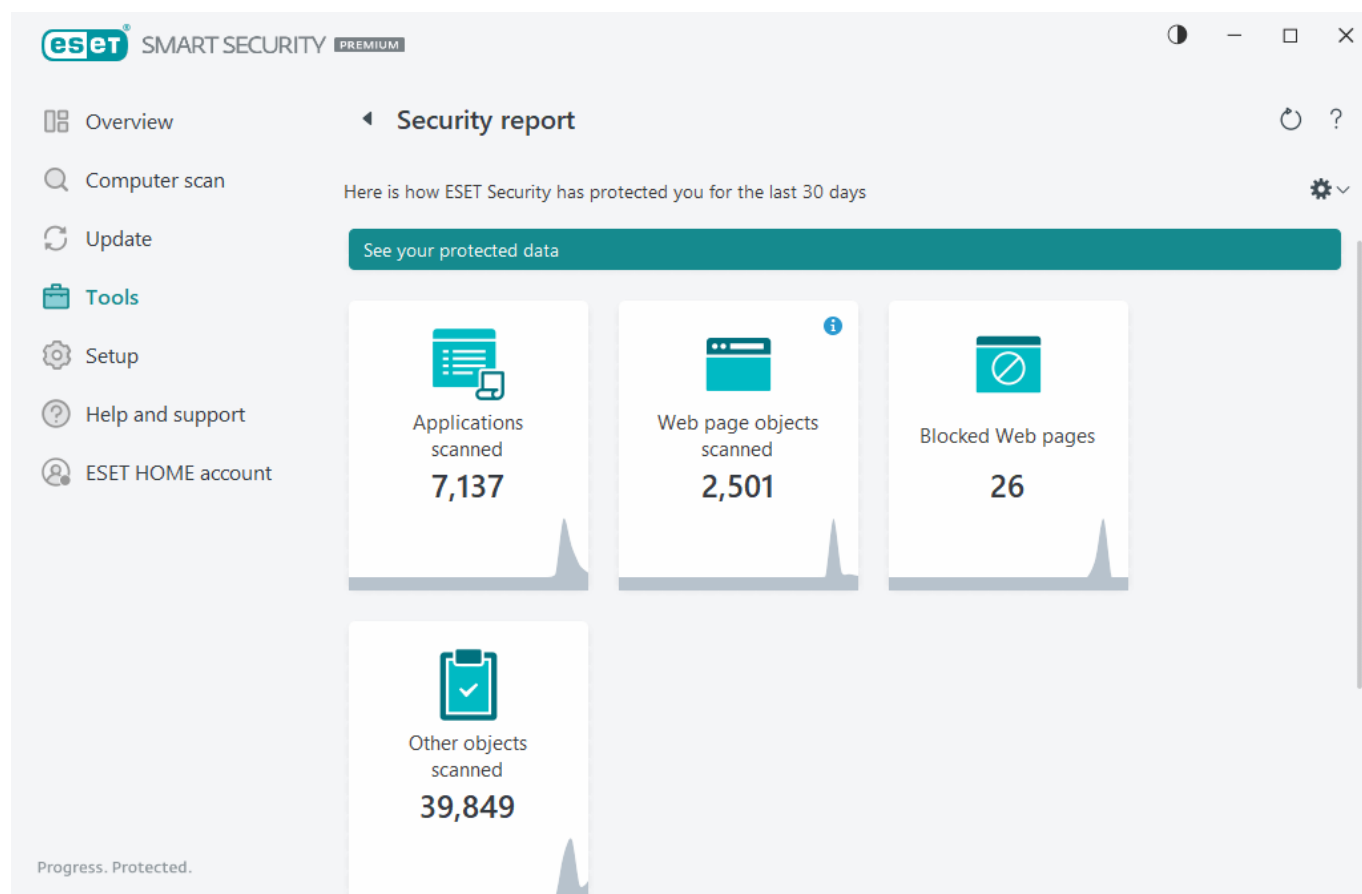 eset® SMART SECURITY PREMIUM
Overview
Computer scan
Update
Tools
Setup
Help and support
ESET HOME account
Progress. Protected.
Security report
?
Here is how ESET Security has protected you for the last 30 days
See your protected data
Applications
scanned
7,137
Web page objects
scanned
2,501
Blocked Web pages
26
Other objects
scanned
39,849